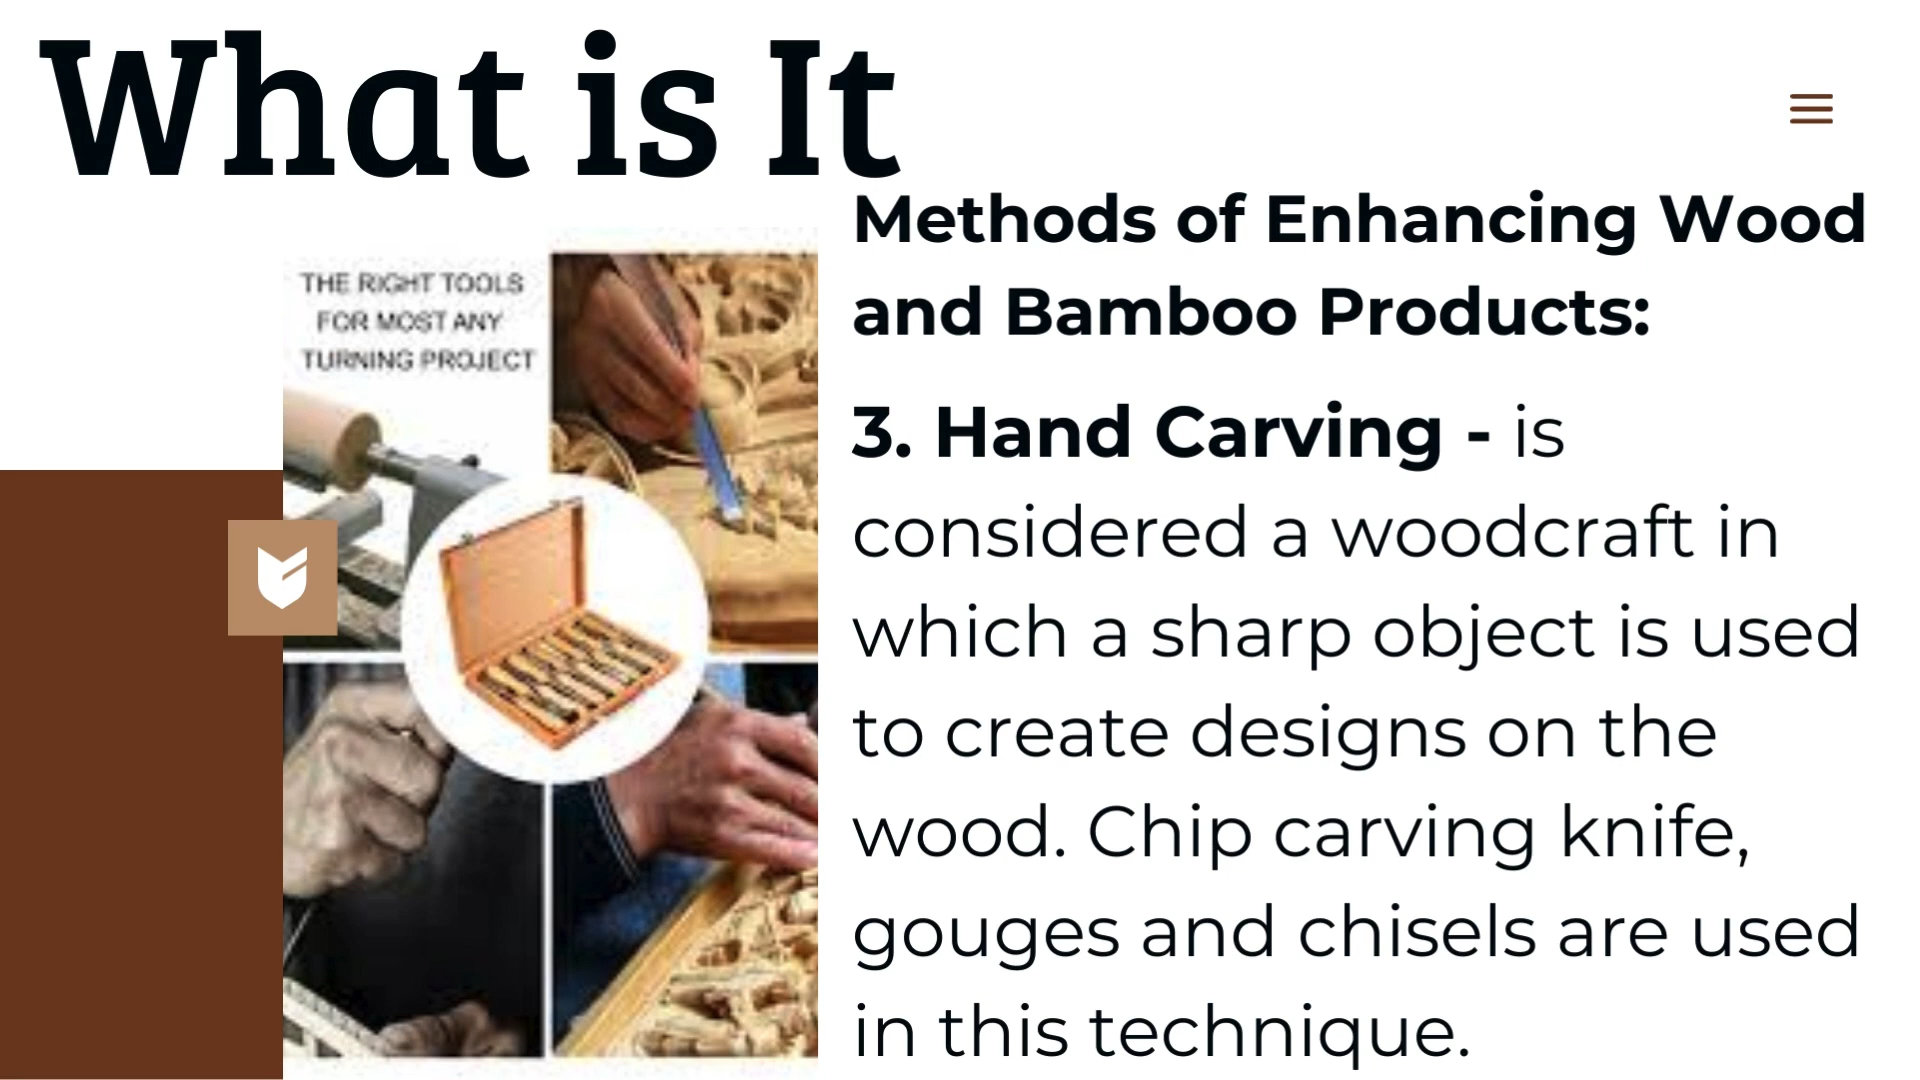 What is It
Methods of Enhancing Wood
and Bamboo Products:
THE RIGHT TOOLS
FOR MOST ANY
TURNING PROJECT
3. Hand Carving - is
considered a woodcraft in
which a sharp object is used
to create designs on the
wood. Chip carving knife,
gouges and chisels are used
in this technique.